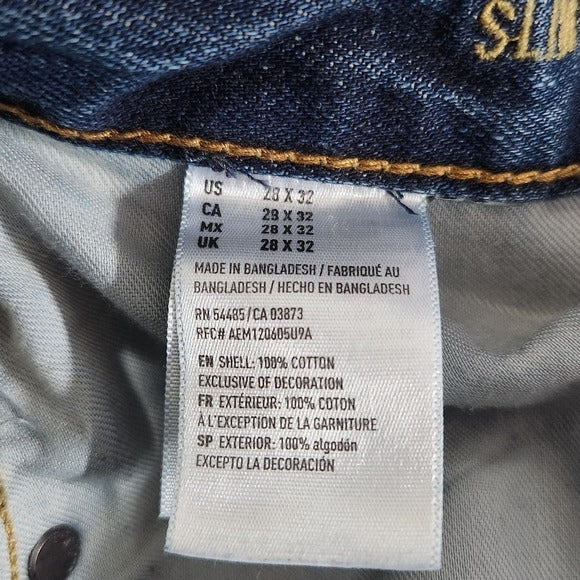 SLIM
US 28 X 32
CA 28 X 32
MX 28 X 32
UK 28 X 32
MADE IN BANGLADESH / FABRIQUÉ AU
BANGLADESH / HECHO EN BANGLADESH
RN 54485/CA 03873
RFC# AEM120605U9A
EN SHELL: 100% COTTON
EXCLUSIVE OF DECORATION
FR EXTÉRIEUR: 100% COTON
À L'EXCEPTION DE LA GARNITURE
SP EXTERIOR: 100% algodón
EXCEPTO LA DECORACIÓN